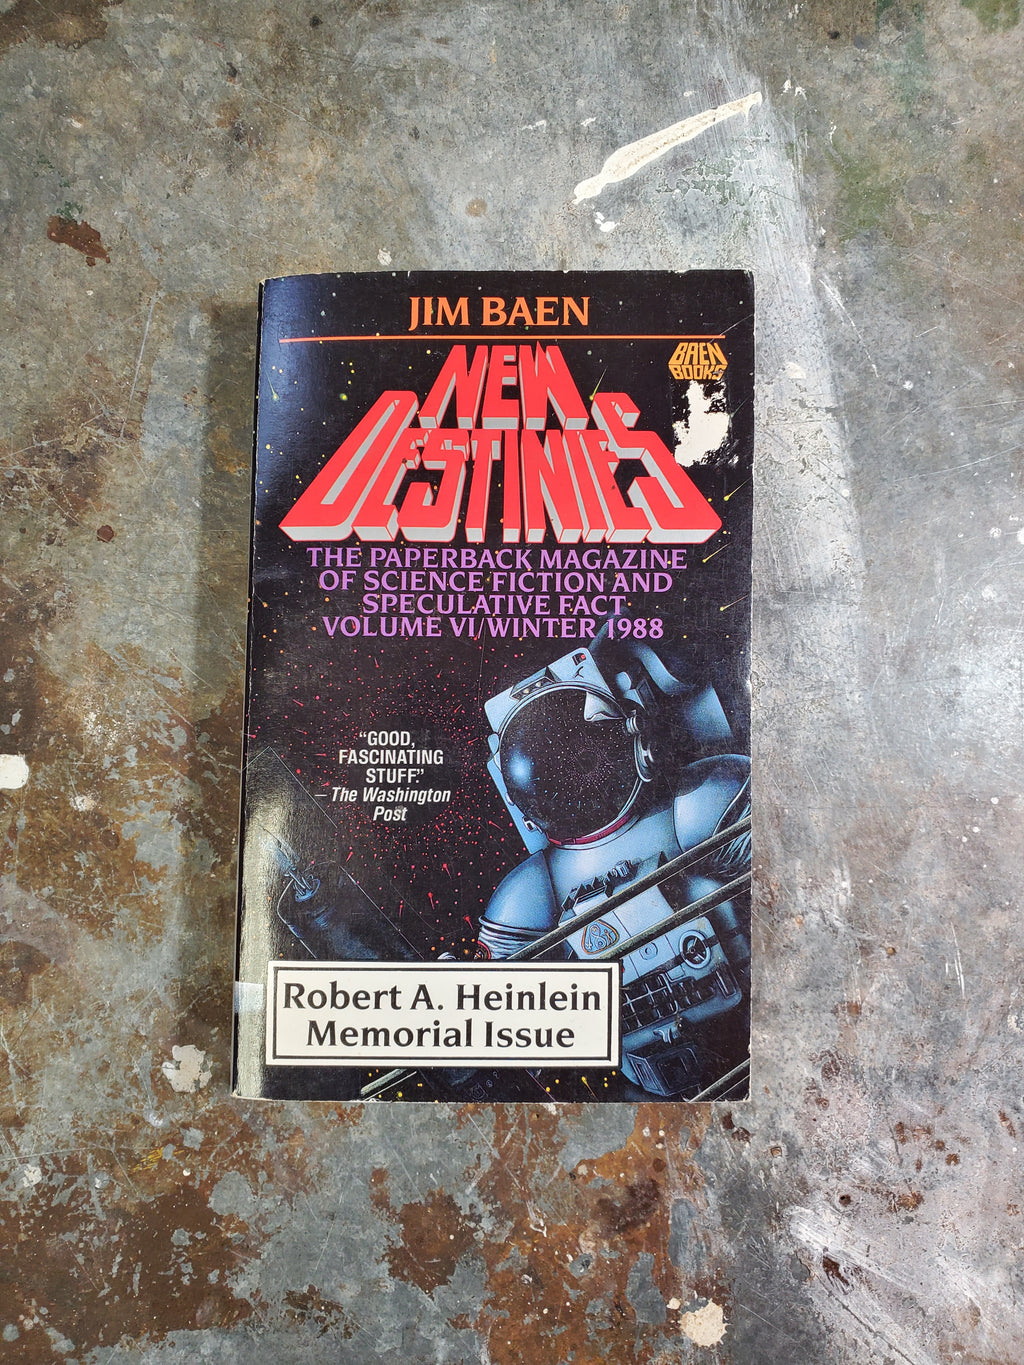 JIM BAEN
BAEN
BOOKS
NEW
DESTINIES
THE PAPERBACK MAGAZINE
OF SCIENCE FICTION AND
SPECULATIVE FACT
VOLUME VI/WINTER 1988
“GOOD,
FASCINATING
STUFF.”
– The Washington
Post
Robert A. Heinlein
Memorial Issue